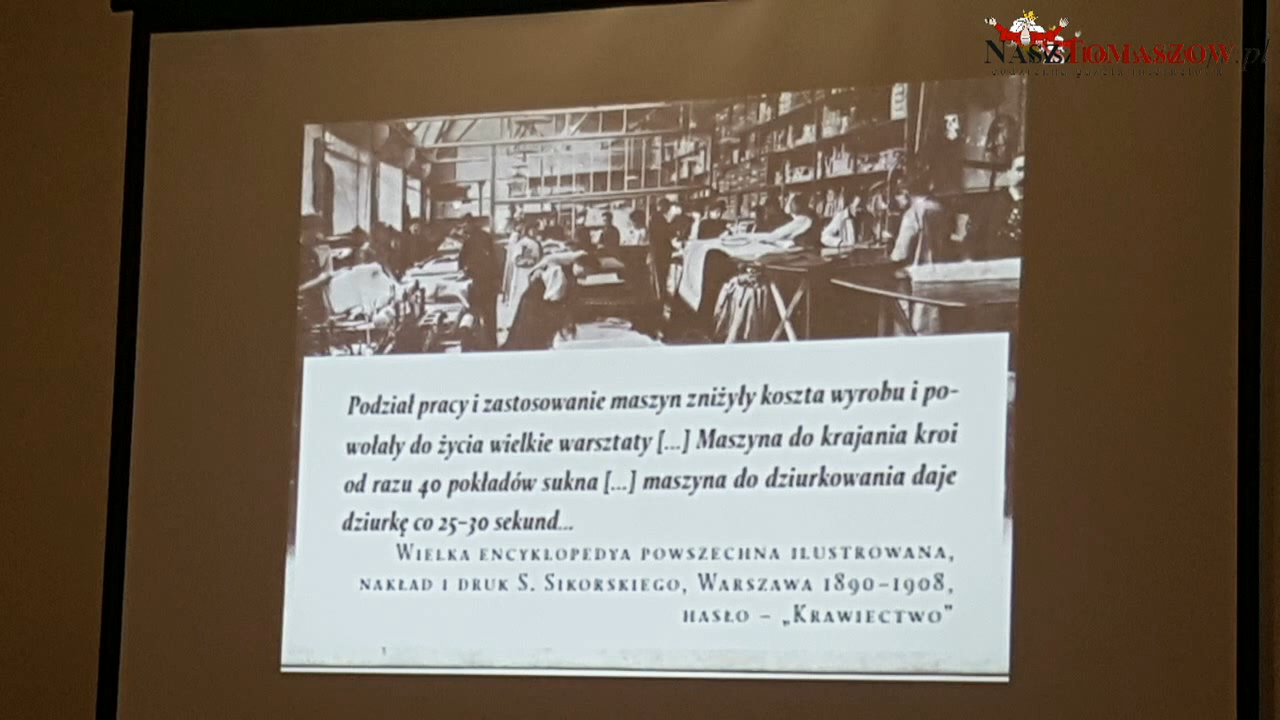 NaszTomaszow.pl
Podział pracy i zastosowanie maszyn zniżyły koszta wyrobu i po-
wołały do życia wielkie warsztaty [...] Maszyna do krajania kroi
od razu 40 pokładów sukna [...] maszyna do dziurkowania daje
dziurkę co 25–30 sekund...
Wielka encyklopedya powszechna ilustrowana,
nakład i druk S. Sikorskiego, Warszawa 1890–1908,
hasło – „Krawiectwo”